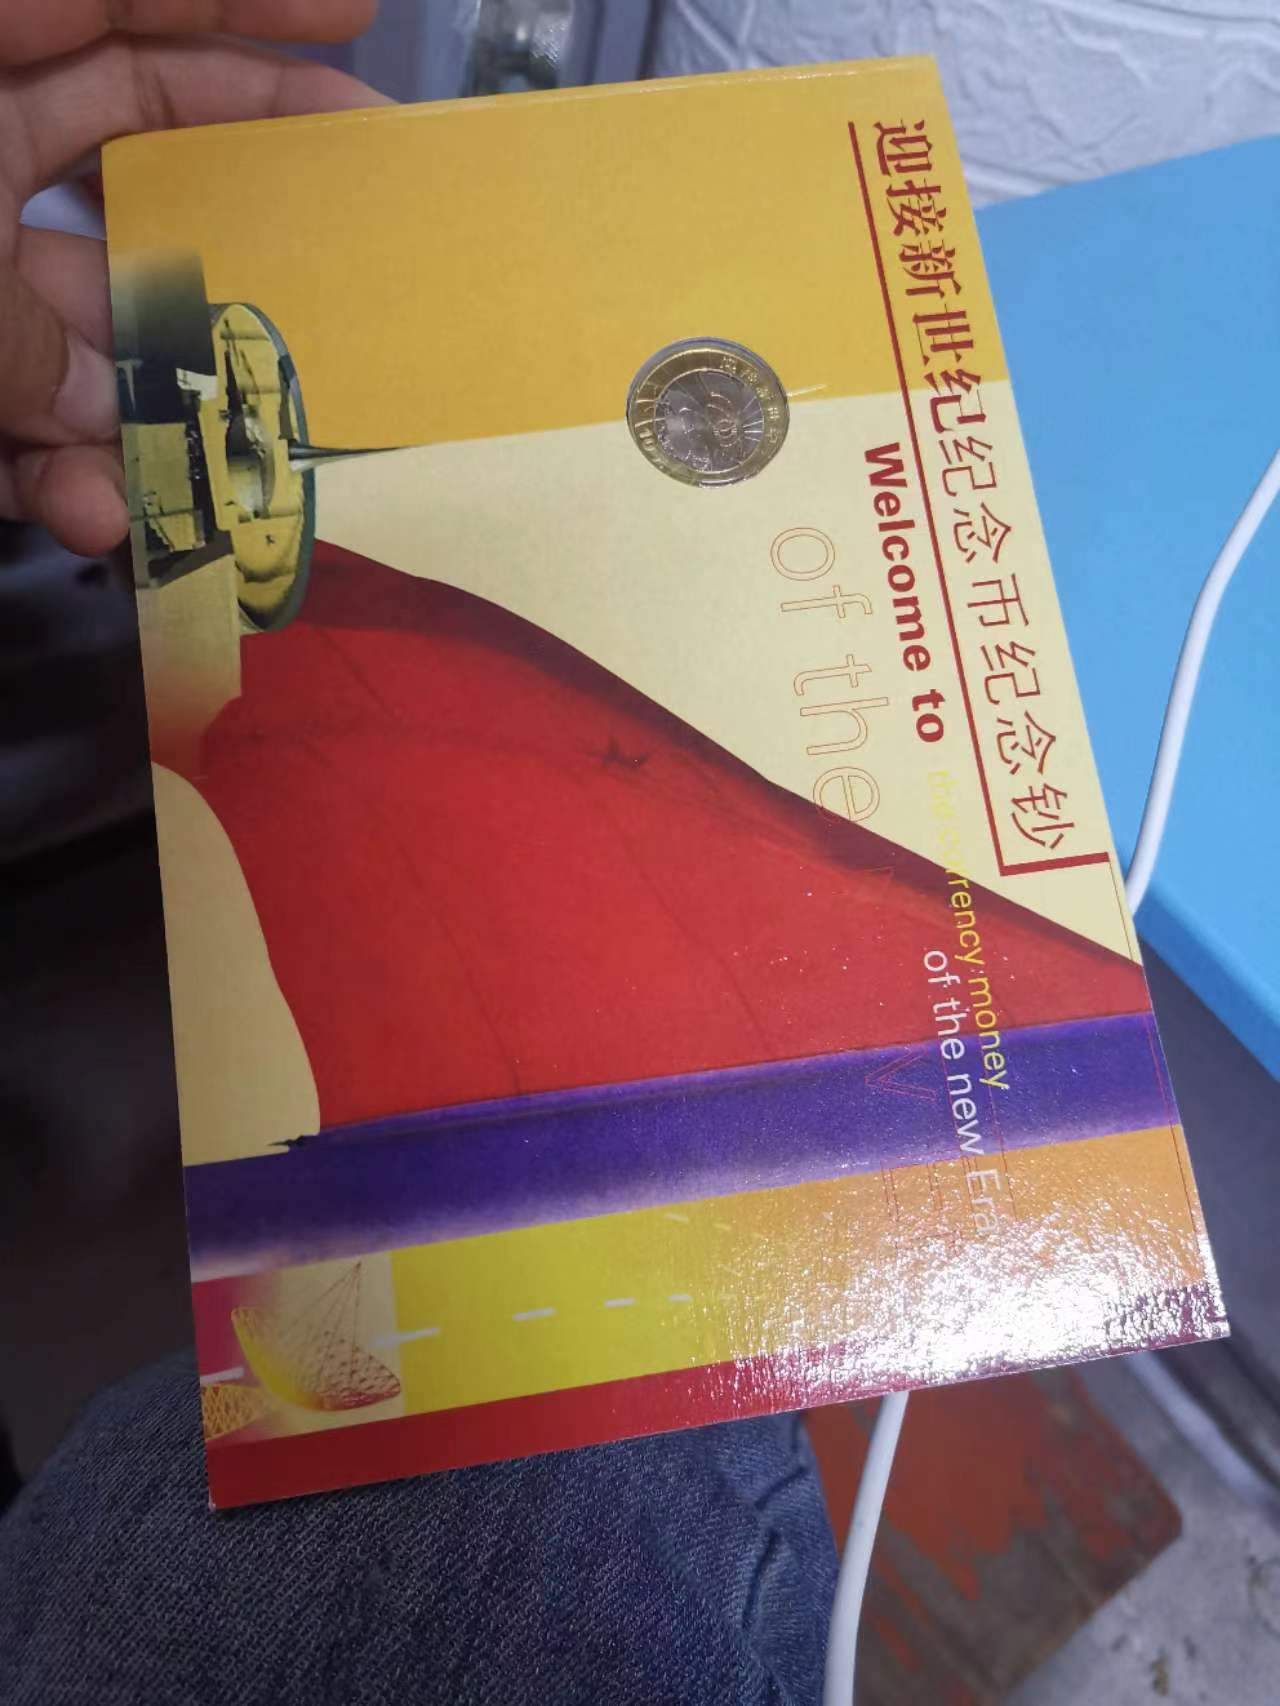 迎接新世纪纪念币纪念钞
Welcome to
the currency money
of the new Era
of the
10